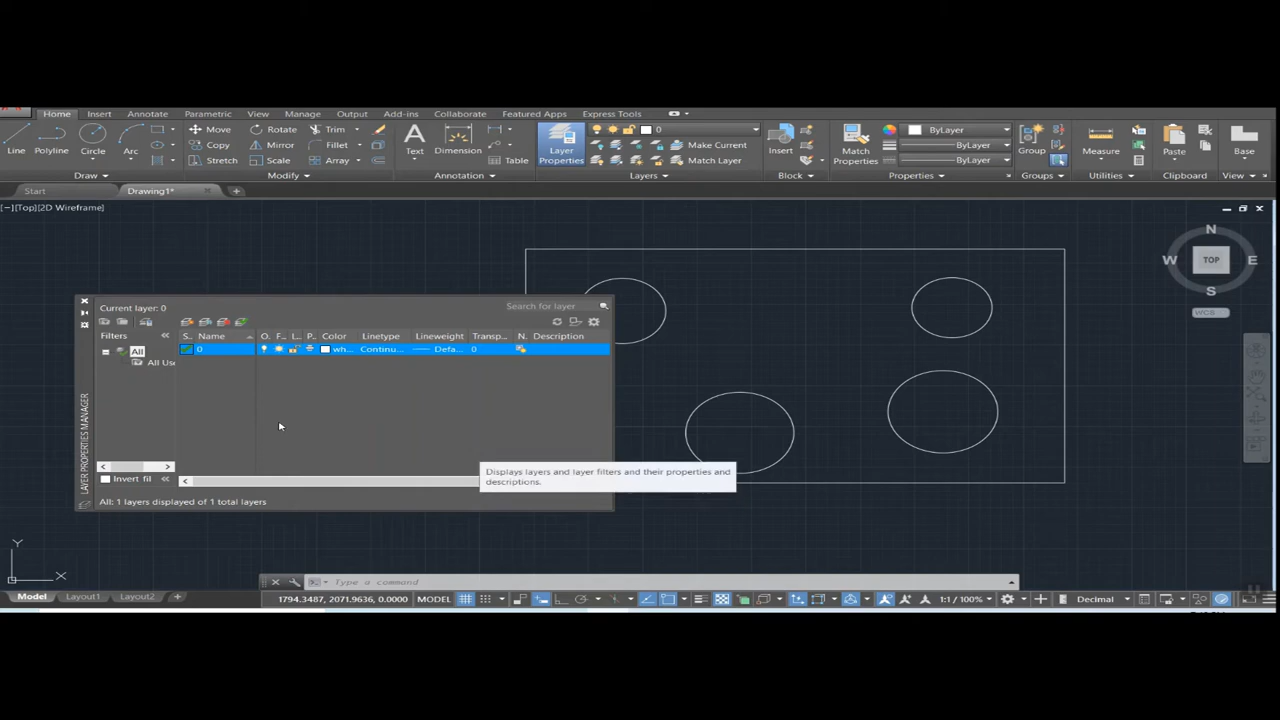 Home Insert Annotate Parametric View Manage Output Add-ins Collaborate Featured Apps Express Tools
Line Polyline Circle Arc
Move Rotate Trim
Copy Mirror Fillet
Stretch Scale Array
Text Dimension Table
Layer Properties
0
Make Current
Match Layer
Insert
Match Properties
ByLayer
ByLayer
ByLayer
Group Measure Paste Base
Draw Modify Annotation Layers Block Properties Groups Utilities Clipboard View
Start Drawing1*
[−][Top][2D Wireframe]
N
W TOP E
S
WCS
Current layer: 0
Search for layer
Filters
S.. Name O. F.. L.. P.. Color Linetype Lineweight Transp.. N. Description
All
0 wh... Continu... Defa... 0
All Use
LAYER PROPERTIES MANAGER
Invert fil
All: 1 layers displayed of 1 total layers
Displays layers and layer filters and their properties and
descriptions.
Y
X
Type a command
Model Layout1 Layout2
1794.3487, 2071.9636, 0.0000 MODEL 1:1 / 100% Decimal